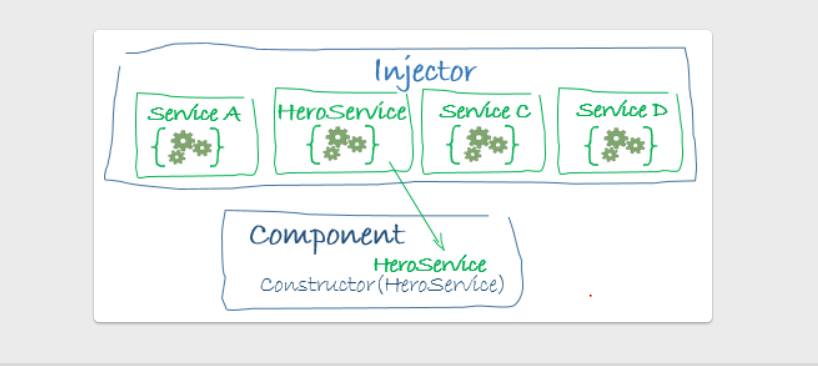 Injector
Service A
HeroService
Service C
Service D
Component
HeroService
Constructor(HeroService)